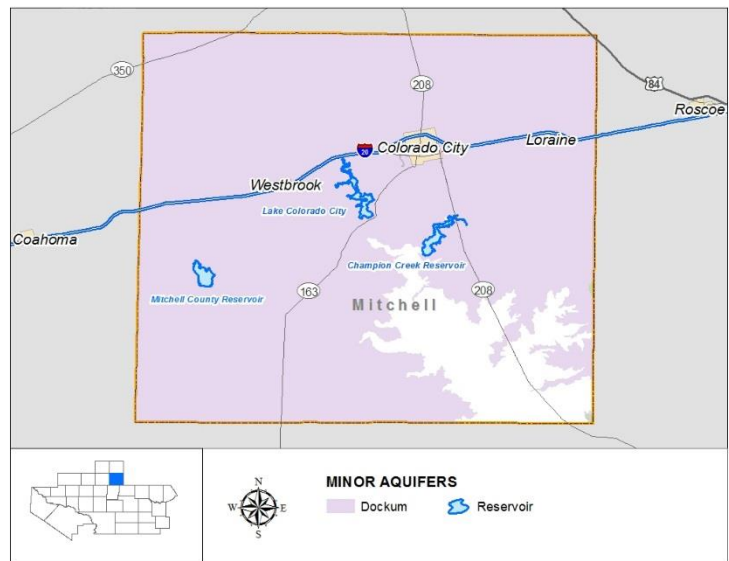 350
208
84
Roscoe
20
Colorado City
Loraine
Westbrook
Lake Colorado City
Coahoma
Champion Creek Reservoir
Mitchell County Reservoir
163
Mitchell
208
N
W E
S
MINOR AQUIFERS
Dockum
Reservoir